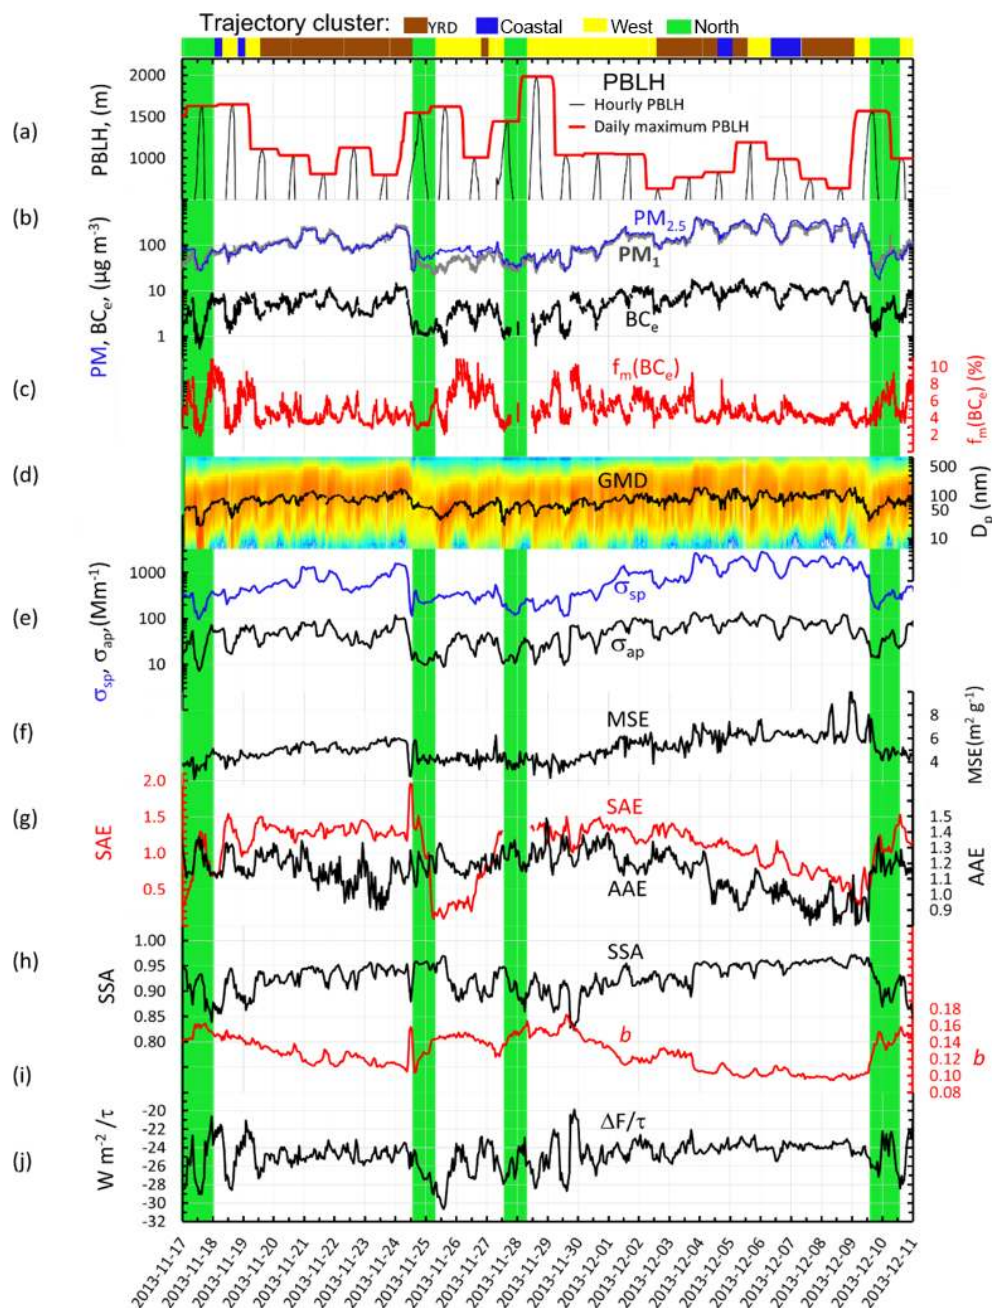 Trajectory cluster: YRD Coastal West North
(a)
PBLH, (m)
2000
1500
1000
PBLH
Hourly PBLH
Daily maximum PBLH
(b)
PM, BCe, (µg m-3)
100
10
1
PM2.5
PM1
BCe
(c)
fm(BCe)
10
8
6
4
2
fm(BCe) (%)
(d)
GMD
500
100
50
10
Dp (nm)
(e)
σsp, σap,(Mm-1)
1000
100
10
σsp
σap
(f)
MSE
8
6
4
MSE(m2 g-1)
(g)
SAE
2.0
1.5
1.0
0.5
SAE
AAE
1.5
1.4
1.3
1.2
1.1
1.0
0.9
AAE
(h)
SSA
1.00
0.95
0.90
0.85
0.80
SSA
(i)
b
0.18
0.16
0.14
0.12
0.10
0.08
b
(j)
W m-2 /τ
-20
-22
-24
-26
-28
-30
-32
ΔF/τ
2013-11-17
2013-11-18
2013-11-19
2013-11-20
2013-11-21
2013-11-22
2013-11-23
2013-11-24
2013-11-25
2013-11-26
2013-11-27
2013-11-28
2013-11-29
2013-11-30
2013-12-01
2013-12-02
2013-12-03
2013-12-04
2013-12-05
2013-12-06
2013-12-07
2013-12-08
2013-12-09
2013-12-10
2013-12-11